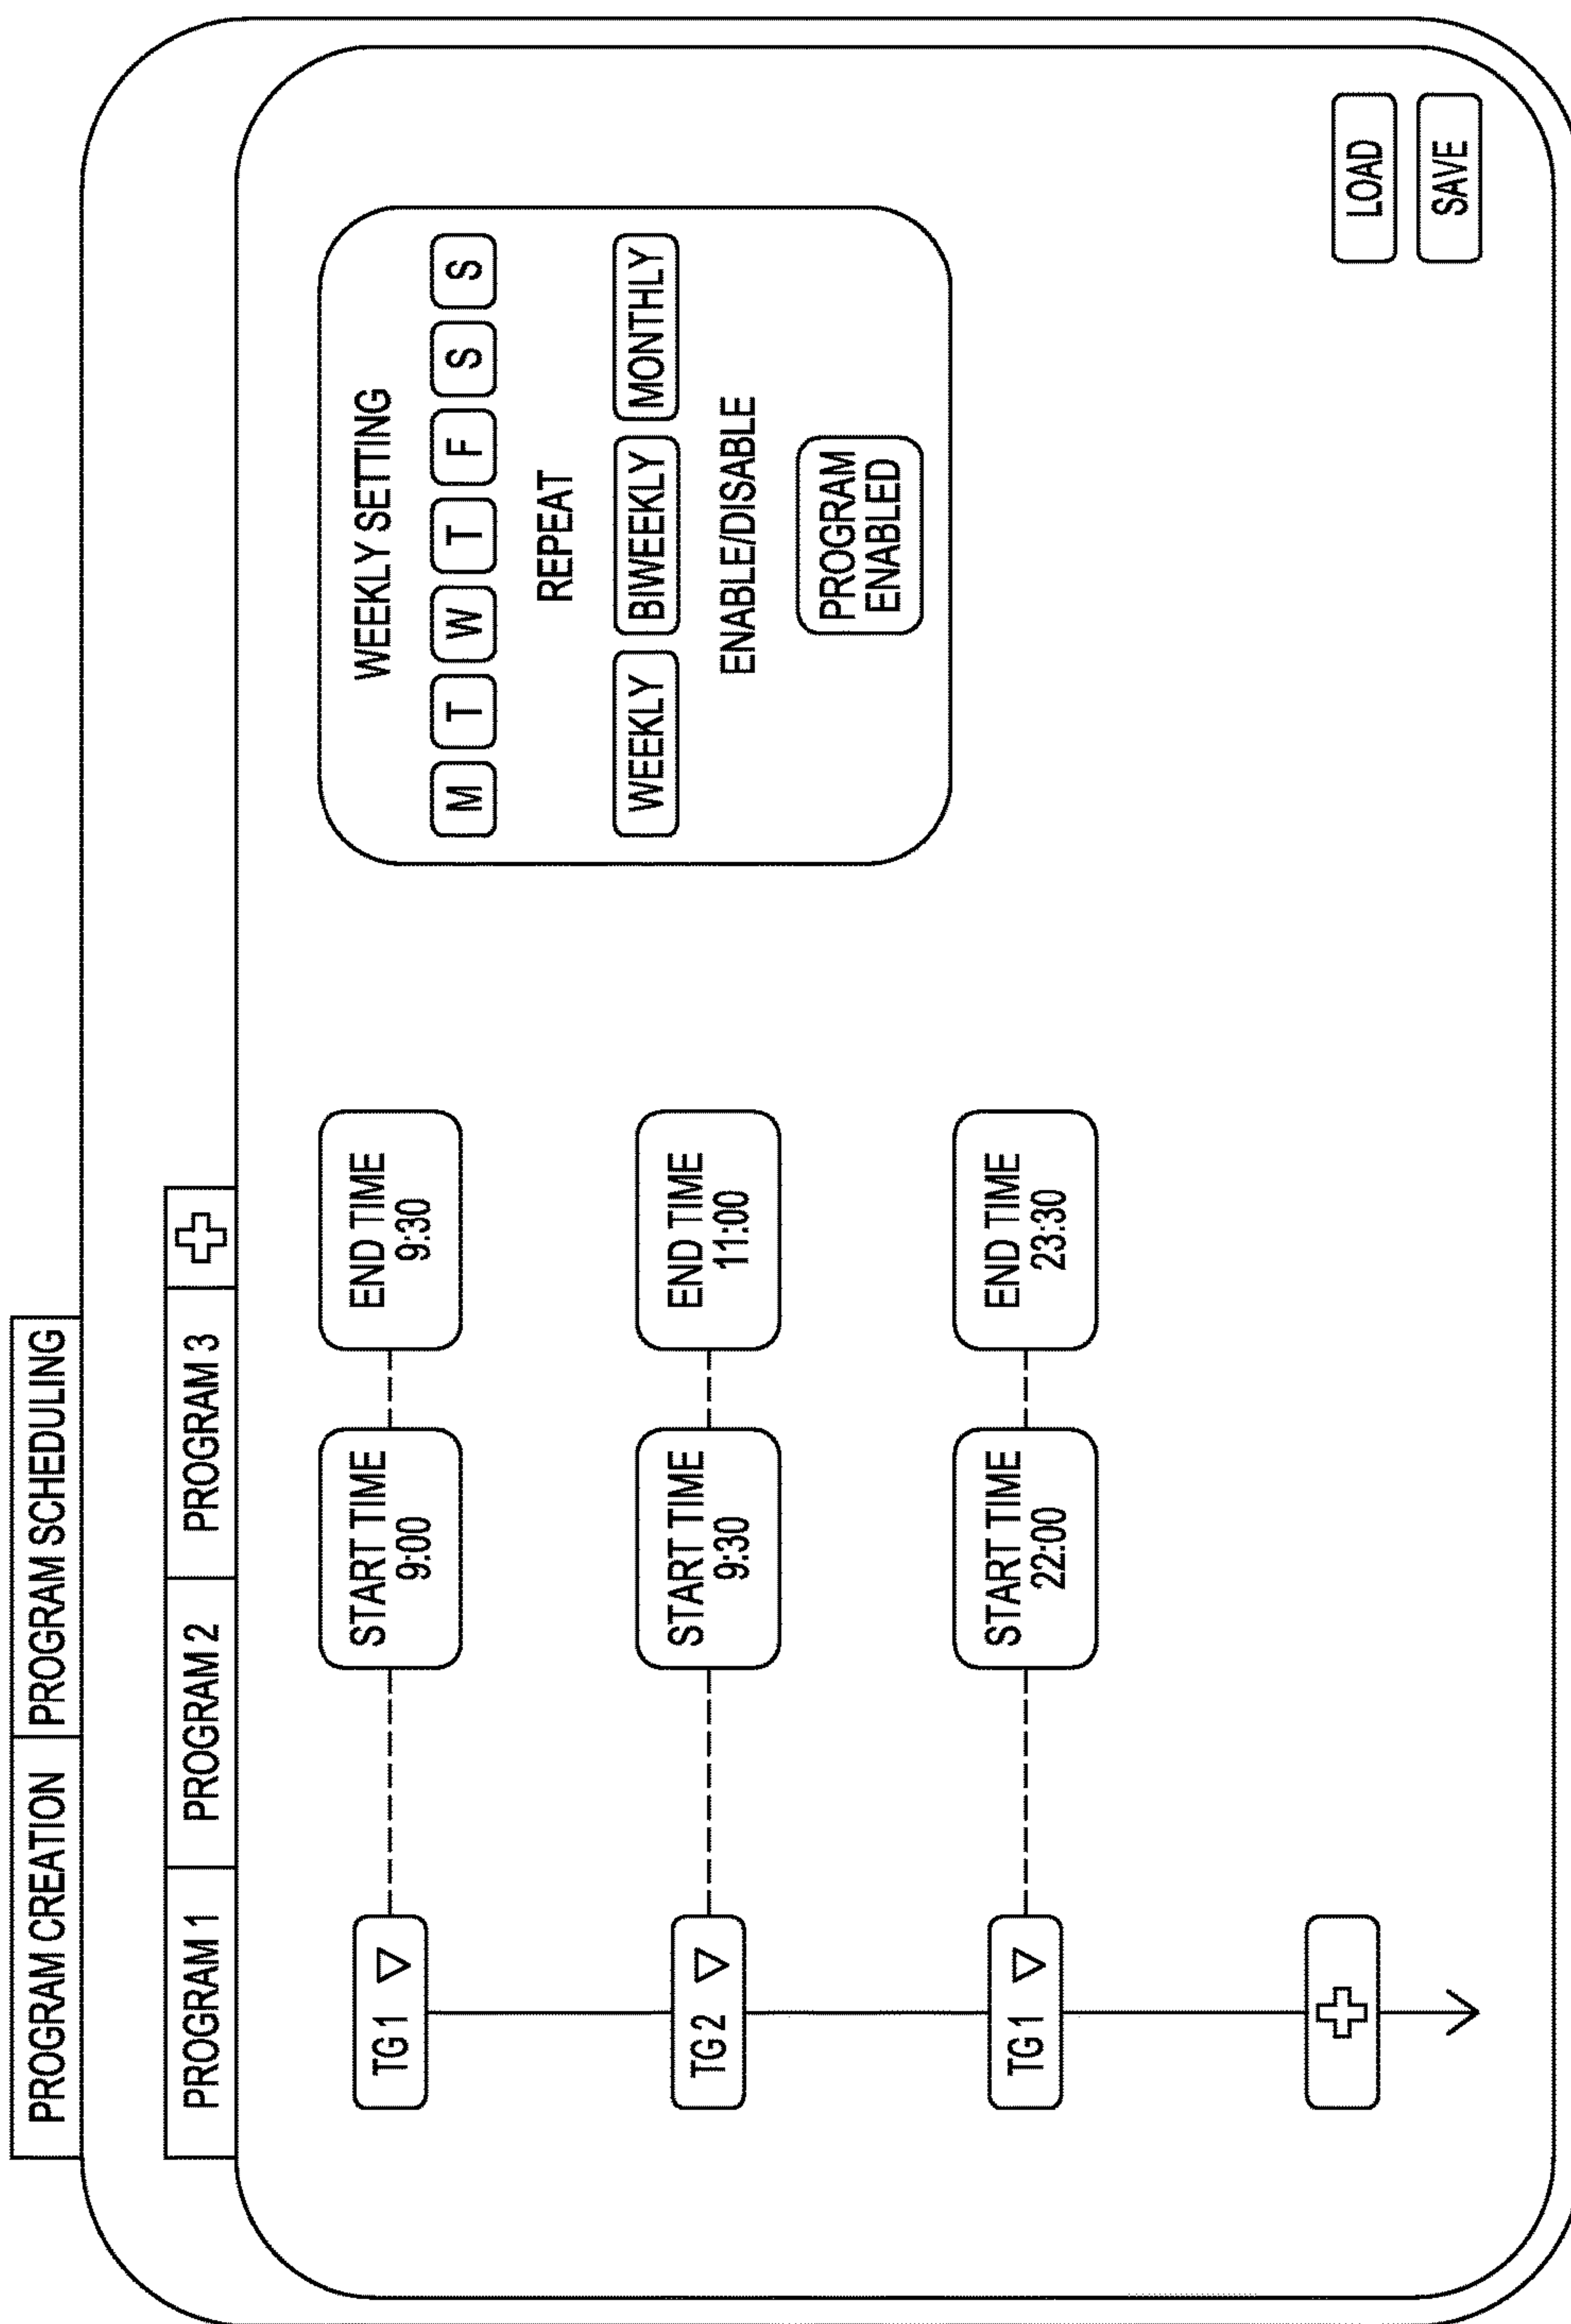 PROGRAM CREATION
PROGRAM SCHEDULING
PROGRAM 1
PROGRAM 2
PROGRAM 3
TG 1
START TIME
9:00
END TIME
9:30
TG 2
START TIME
9:30
END TIME
11:00
TG 1
START TIME
22:00
END TIME
23:30
WEEKLY SETTING
M T W T F S S
REPEAT
WEEKLY BIWEEKLY MONTHLY
ENABLE/DISABLE
PROGRAM
ENABLED
LOAD
SAVE